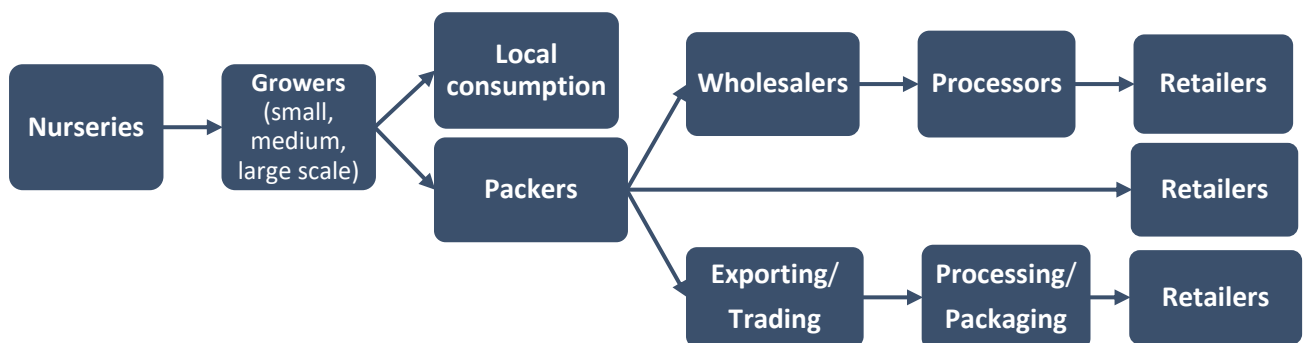 Nurseries
Growers
(small,
medium,
large scale)
Local
consumption
Packers
Wholesalers
Processors
Retailers
Retailers
Exporting/
Trading
Processing/
Packaging
Retailers